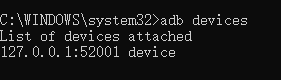 C:\WINDOWS\system32>adb devices
List of devices attached
127.0.0.1:52001 device